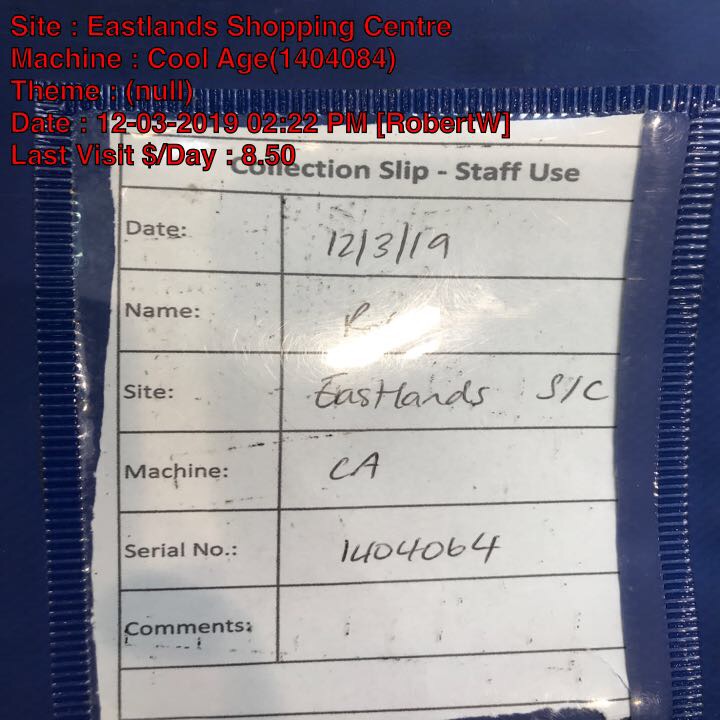 Site : Eastlands Shopping Centre
Machine : Cool Age(1404084)
Theme : (null)
Date : 12-03-2019 02:22 PM [RobertW]
Last Visit $/Day : 8.50
Collection Slip - Staff Use
Date: 12/3/19
Name:
Site: Eastlands S/C
Machine: CA
Serial No.: 1404064
Comments: